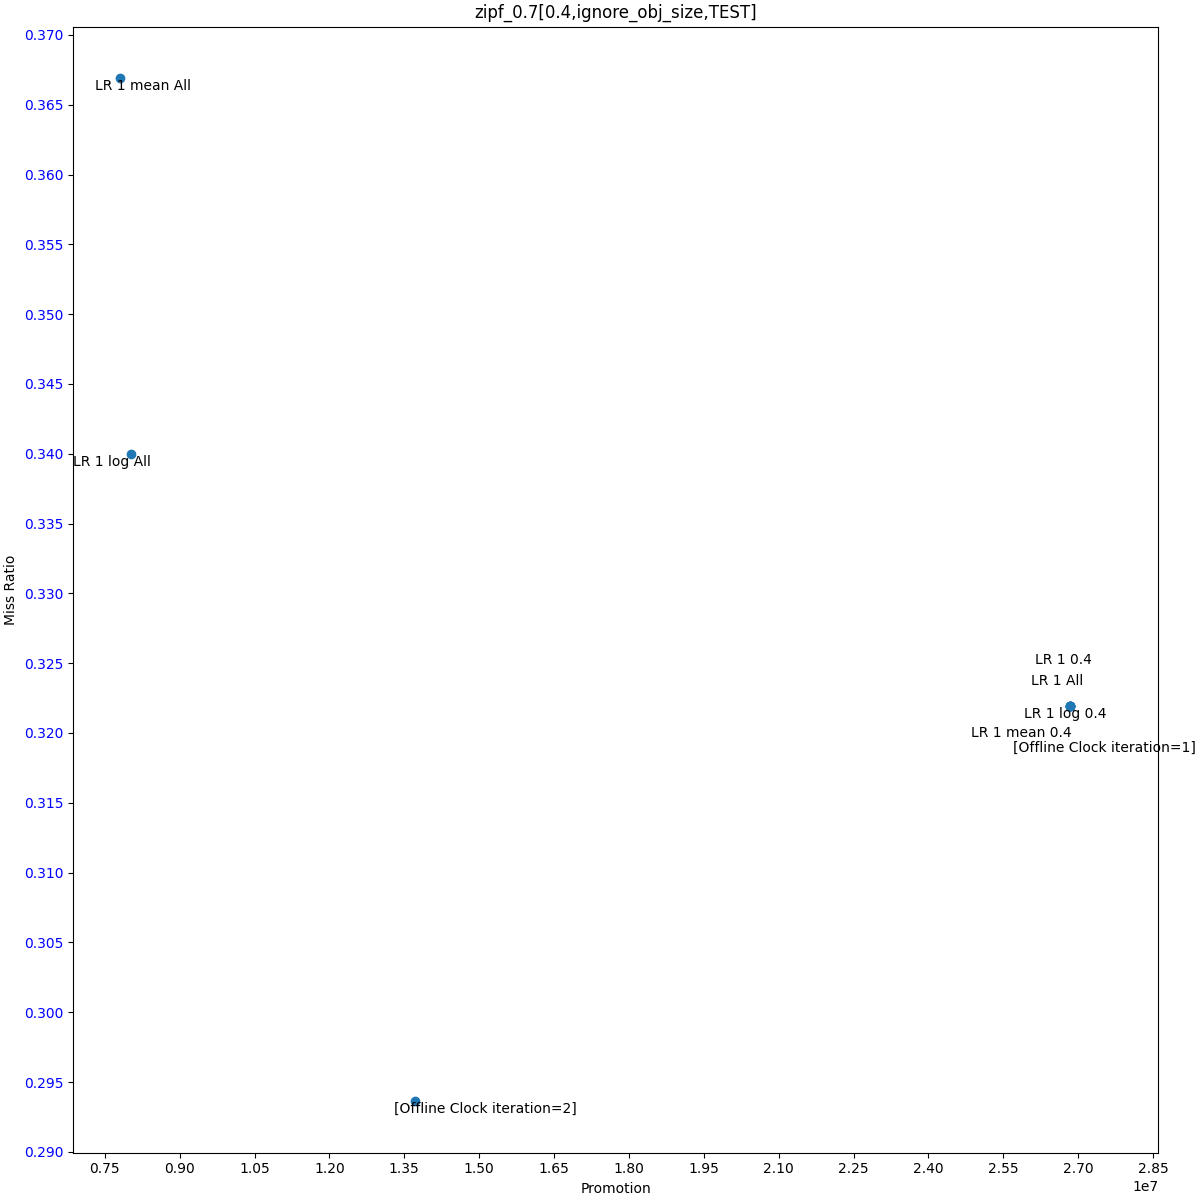 zipf_0.7[0.4,ignore_obj_size,TEST]
0.370
LR 1 mean All
0.365
0.360
0.355
0.350
0.345
0.340
LR 1 log All
0.335
0.330
Miss Ratio
0.325
LR 1 0.4
LR 1 All
LR 1 log 0.4
0.320
LR 1 mean 0.4
[Offline Clock iteration=1]
0.315
0.310
0.305
0.300
0.295
[Offline Clock iteration=2]
0.290
0.75 0.90 1.05 1.20 1.35 1.50 1.65 1.80 1.95 2.10 2.25 2.40 2.55 2.70 2.85
1e7
Promotion